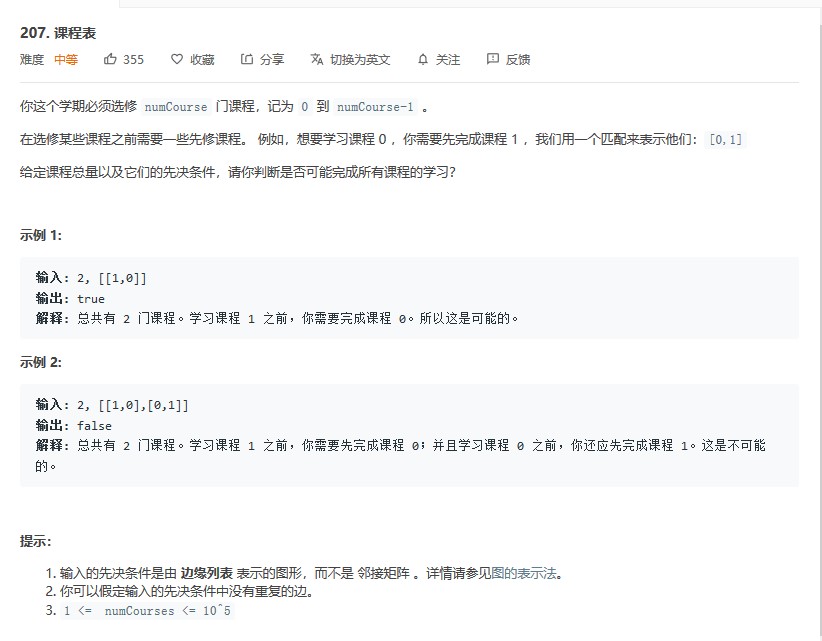 207. 课程表
难度 中等 355 收藏 分享 切换为英文 关注 反馈
你这个学期必须选修 numCourse 门课程，记为 0 到 numCourse-1 。
在选修某些课程之前需要一些先修课程。 例如，想要学习课程 0 ，你需要先完成课程 1 ，我们用一个匹配来表示他们： [0,1]
给定课程总量以及它们的先决条件，请你判断是否可能完成所有课程的学习？
示例 1:
输入: 2, [[1,0]]
输出: true
解释: 总共有 2 门课程。学习课程 1 之前，你需要完成课程 0。所以这是可能的。
示例 2:
输入: 2, [[1,0],[0,1]]
输出: false
解释: 总共有 2 门课程。学习课程 1 之前，你需要先完成课程 0；并且学习课程 0 之前，你还应先完成课程 1。这是不可能
的。
提示:
1. 输入的先决条件是由 边缘列表 表示的图形，而不是 邻接矩阵 。详情请参见图的表示法。
2. 你可以假定输入的先决条件中没有重复的边。
3. 1 <= numCourses <= 10^5